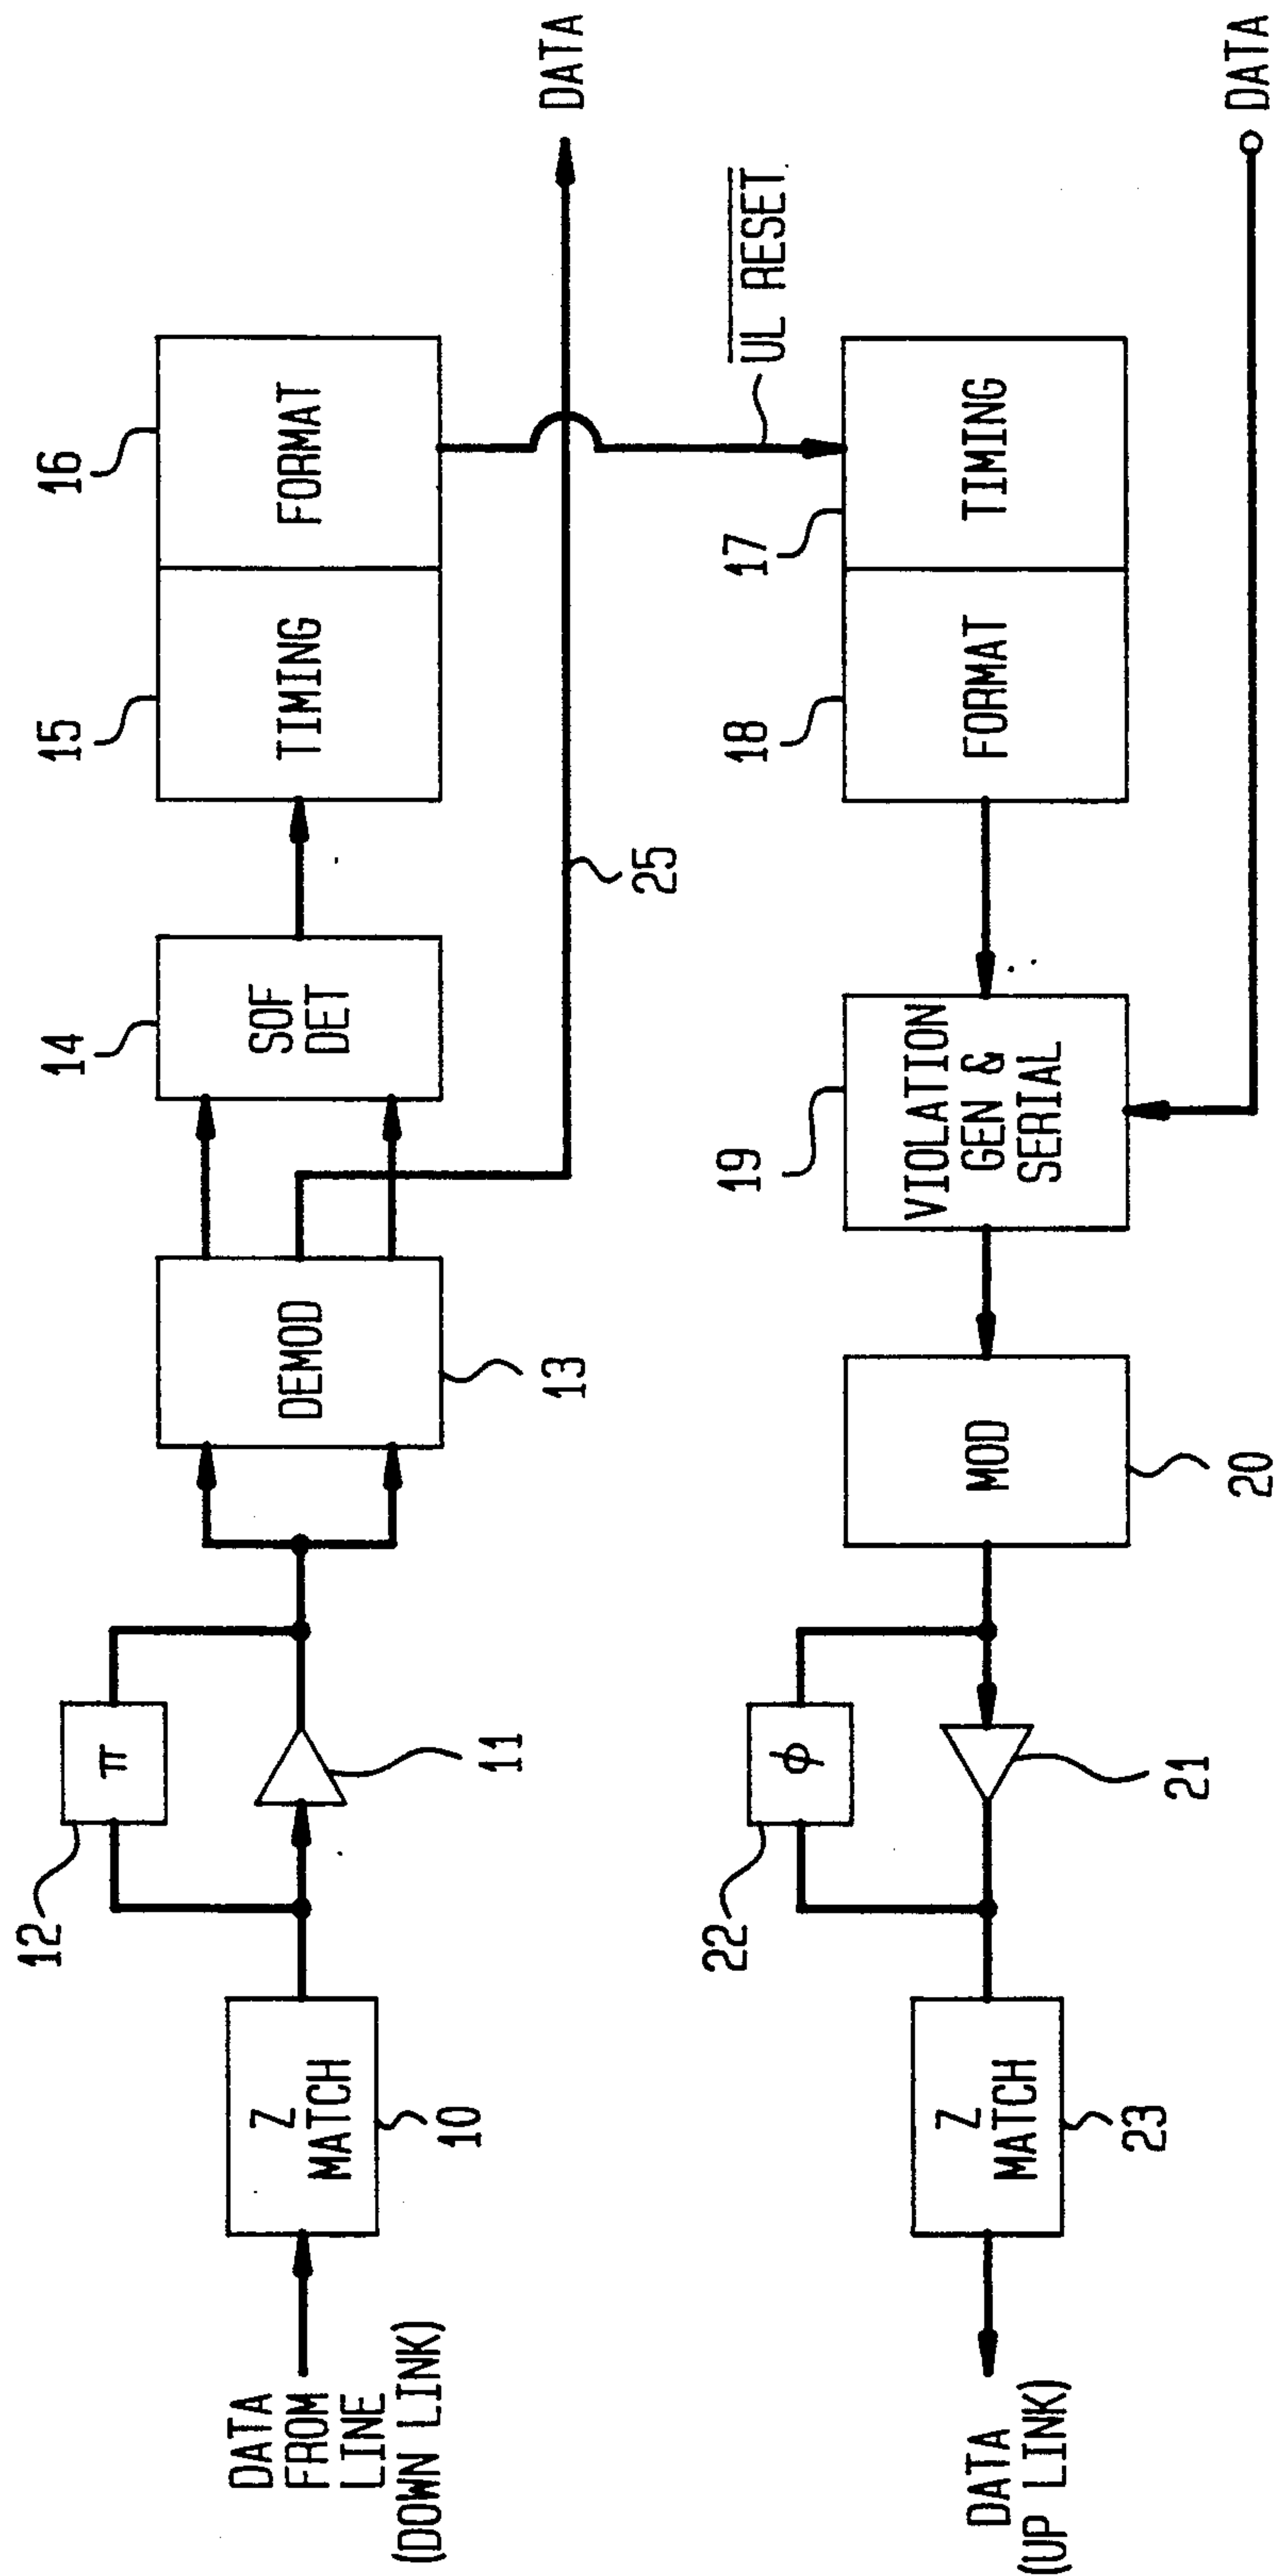 DATA
FROM
LINE
(DOWN LINK)
Z
MATCH
10
12
π
11
DEMOD
13
14
SOF
DET
15
TIMING
16
FORMAT
25
DATA
UL RESET
DATA
(UP LINK)
Z
MATCH
23
22
ϕ
21
MOD
20
19
VIOLATION
GEN &
SERIAL
18
FORMAT
17
TIMING
DATA